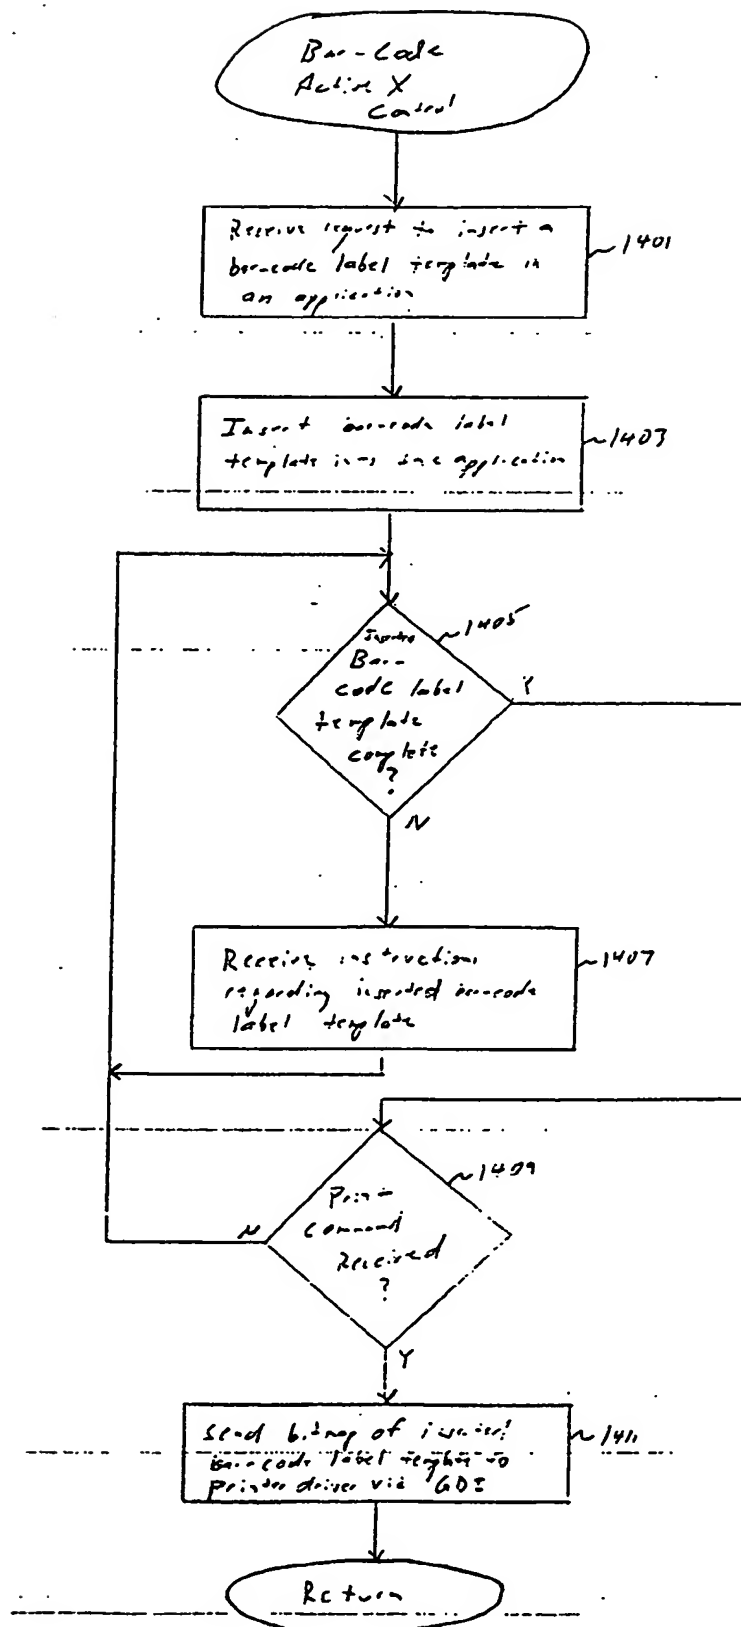 Bar-Code
Active X
Control
Receive request to insert a
bar-code label template in
an application
1401
Insert bar-code label
template into the application
1403
1405
Inserted
Bar-
code label
template
complete
?
Y
N
Receive instructions
regarding inserted bar-code
label template
1407
1409
Print
Command
Received
?
N
Y
Send bitmap of inserted
bar-code label template to
printer driver via GDI
1411
Return